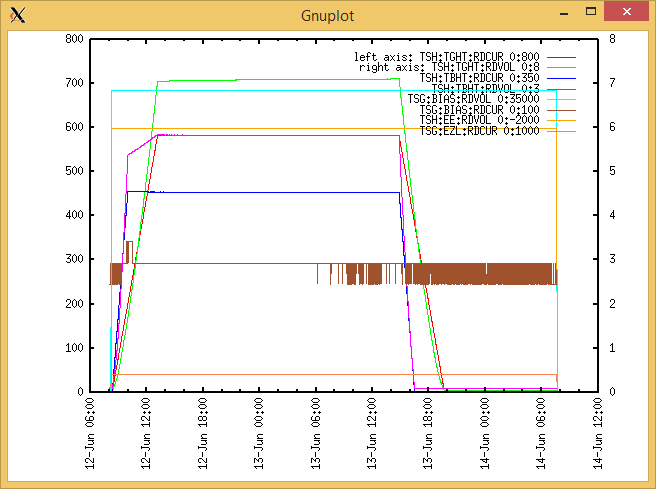 Gnuplot
800
700
600
500
400
300
200
100
0
8
7
6
5
4
3
2
1
0
left axis: TSH:TGHT:RDCUR 0:800
right axis: TSH:TGHT:RDVOL 0:8
TSH:TBHT:RDCUR 0:350
TSH:TBHT:RDVOL 0:3
TSG:BIAS:RDVOL 0:35000
TSG:BIAS:RDCUR 0:100
TSH:EE:RDVOL 0:-2000
TSG:EZL:RDCUR 0:1000
12-Jun 06:00
12-Jun 12:00
12-Jun 18:00
13-Jun 00:00
13-Jun 06:00
13-Jun 12:00
13-Jun 18:00
14-Jun 00:00
14-Jun 06:00
14-Jun 12:00